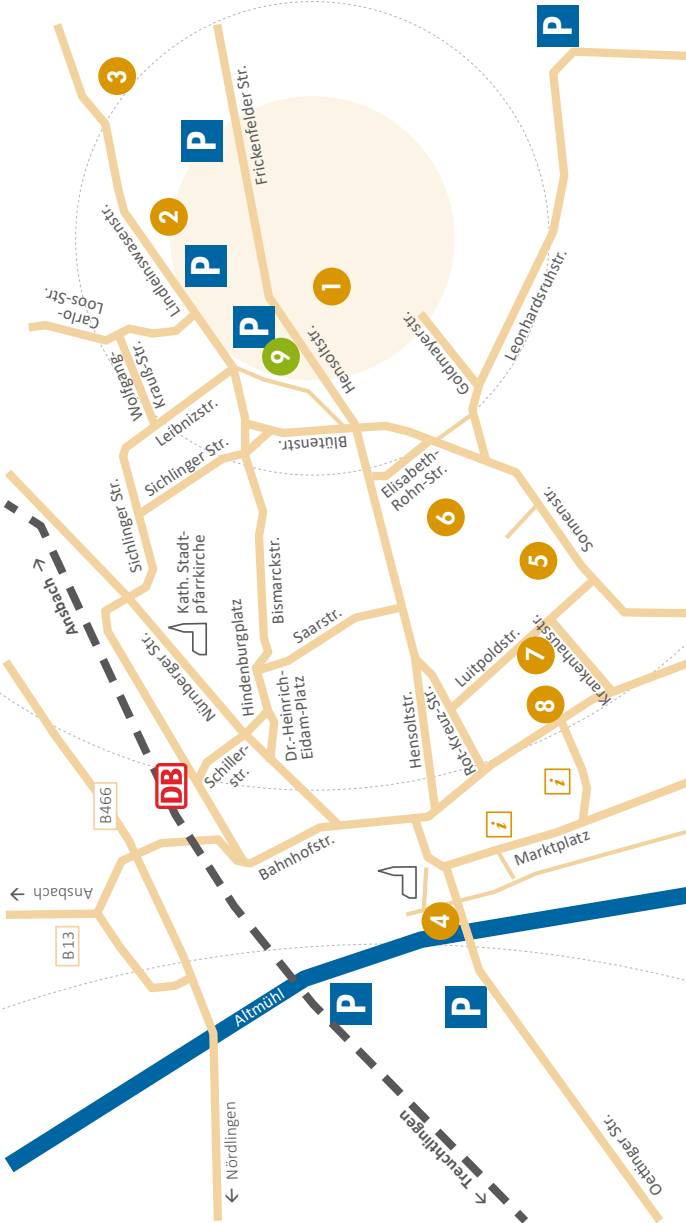 3
P
P
Frickenfelder Str.
2
Lindleinswasenstr.
P
1
Carlo-
Loos-Str.
P
9
Hensoltstr.
Goldmayerstr.
Leonhardsruhstr.
Wolfgang-
Krauß-Str.
Leibnizstr.
Sichlinger Str.
Blütenstr.
Sichlinger Str.
Elisabeth-
Rohn-Str.
6
Sonnenstr.
5
Ansbach
Kath. Stadt-
pfarrkirche
Bismarckstr.
Saarstr.
Nürnberger Str.
Hindenburgplatz
Dr.-Heinrich-
Eidam-Platz
Schiller-
str.
Hensoltstr.
Rot-Kreuz-Str.
Luitpoldstr.
7
Krankenhausstr.
8
DB
B466
i
i
Bahnhofstr.
Marktplatz
← Ansbach
B13
4
Altmühl
P
P
← Nördlingen
Treuchtlingen
Oettinger Str.